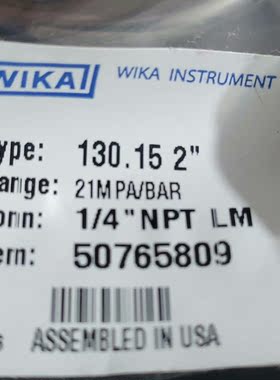 WIKA WIKA INSTRUMENT
ype: 130.15 2"
ange: 21MPA/BAR
onn: 1/4" NPT LM
ern: 50765809
s ASSEMBLED IN USA